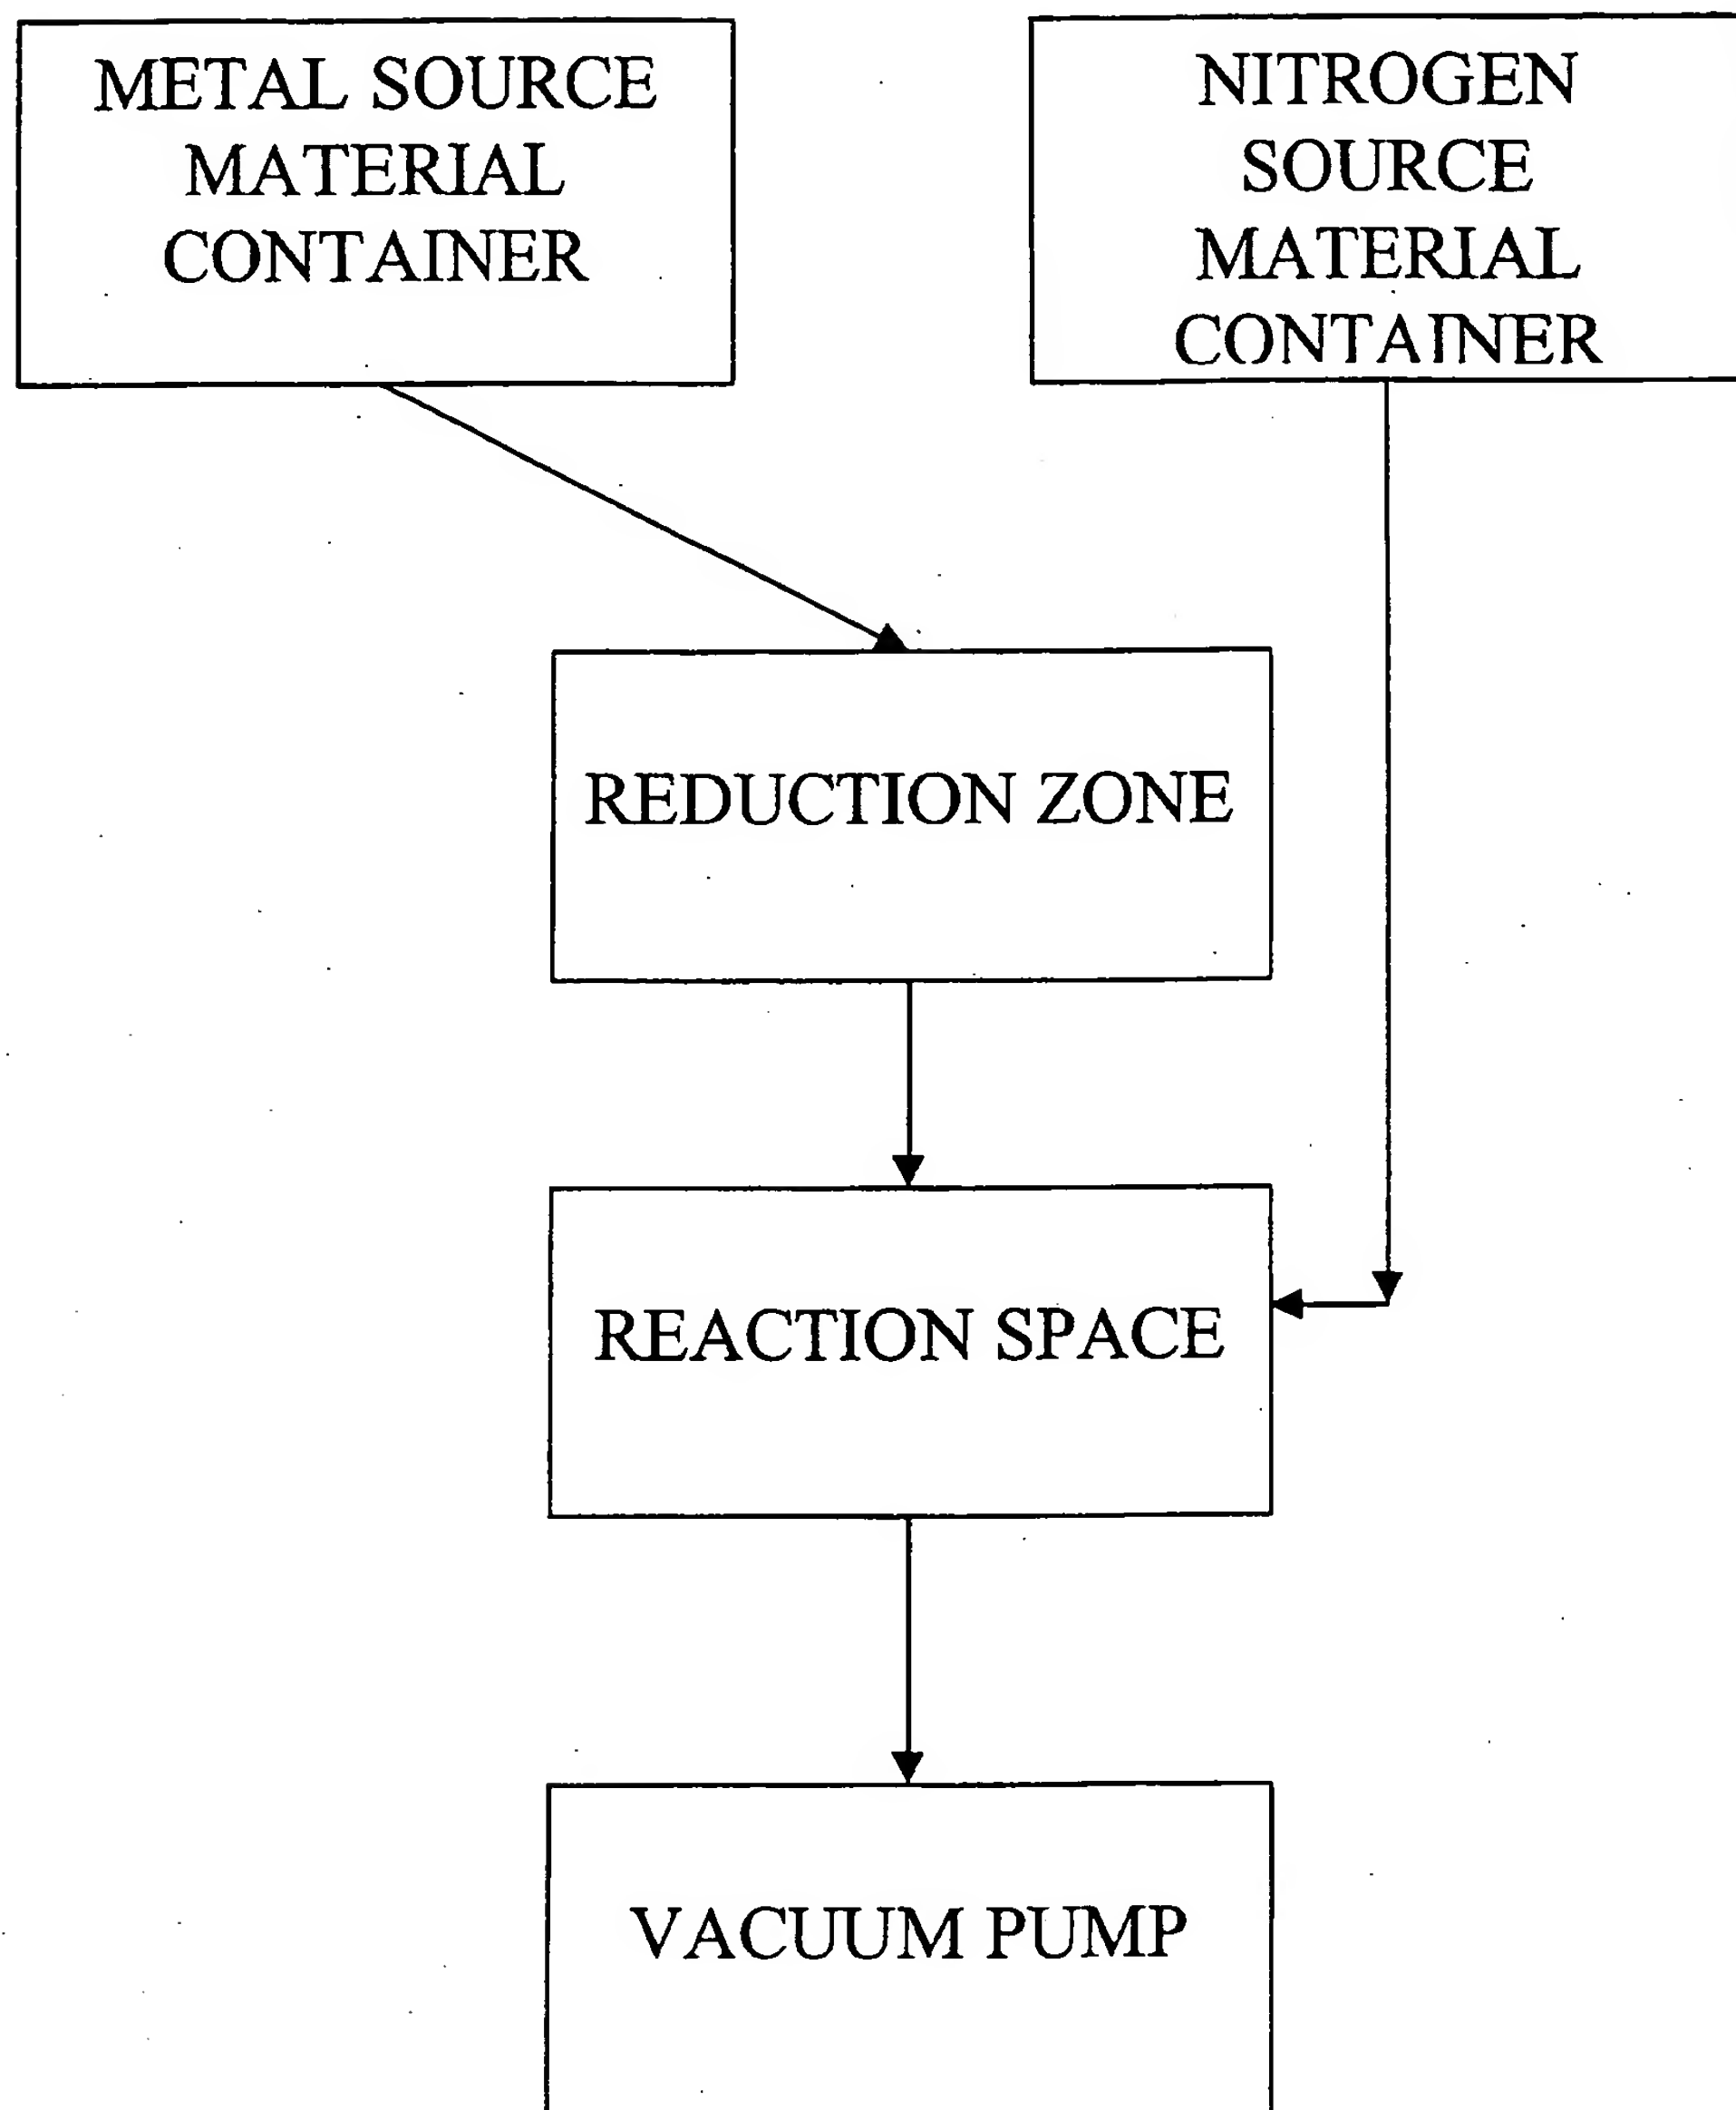 METAL SOURCE
MATERIAL
CONTAINER
NITROGEN
SOURCE
MATERIAL
CONTAINER
REDUCTION ZONE
REACTION SPACE
VACUUM PUMP